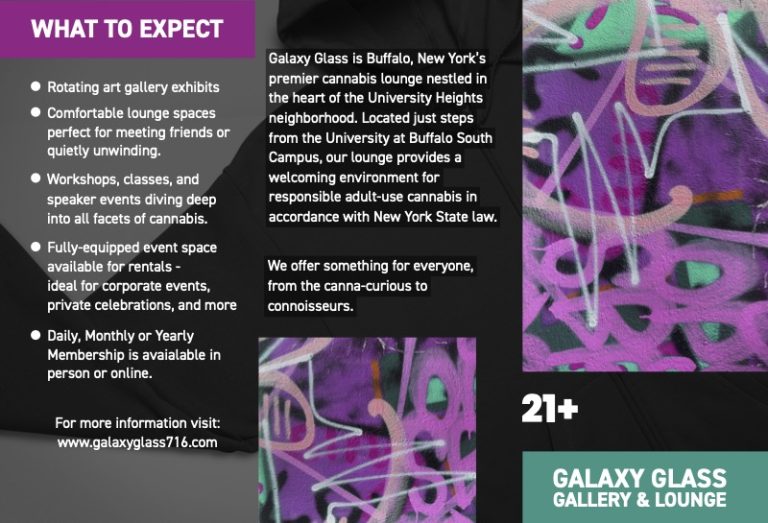 WHAT TO EXPECT
Rotating art gallery exhibits
Comfortable lounge spaces
perfect for meeting friends or
quietly unwinding.
Workshops, classes, and
speaker events diving deep
into all facets of cannabis.
Fully-equipped event space
available for rentals -
ideal for corporate events,
private celebrations, and more
Daily, Monthly or Yearly
Membership is avaialable in
person or online.
For more information visit:
www.galaxyglass716.com
Galaxy Glass is Buffalo, New York's
premier cannabis lounge nestled in
the heart of the University Heights
neighborhood. Located just steps
from the University at Buffalo South
Campus, our lounge provides a
welcoming environment for
responsible adult-use cannabis in
accordance with New York State law.
We offer something for everyone,
from the canna-curious to
connoisseurs.
21+
GALAXY GLASS
GALLERY & LOUNGE